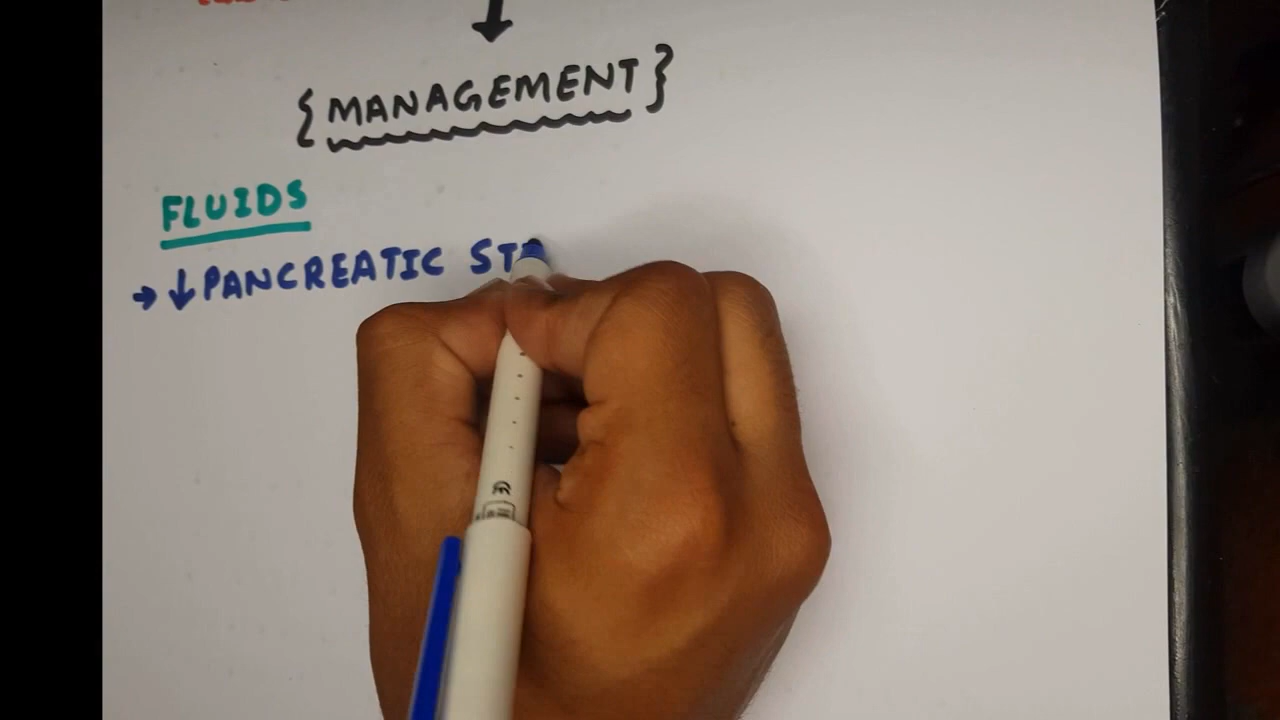 {MANAGEMENT}
FLUIDS
→ ↓ PANCREATIC ST